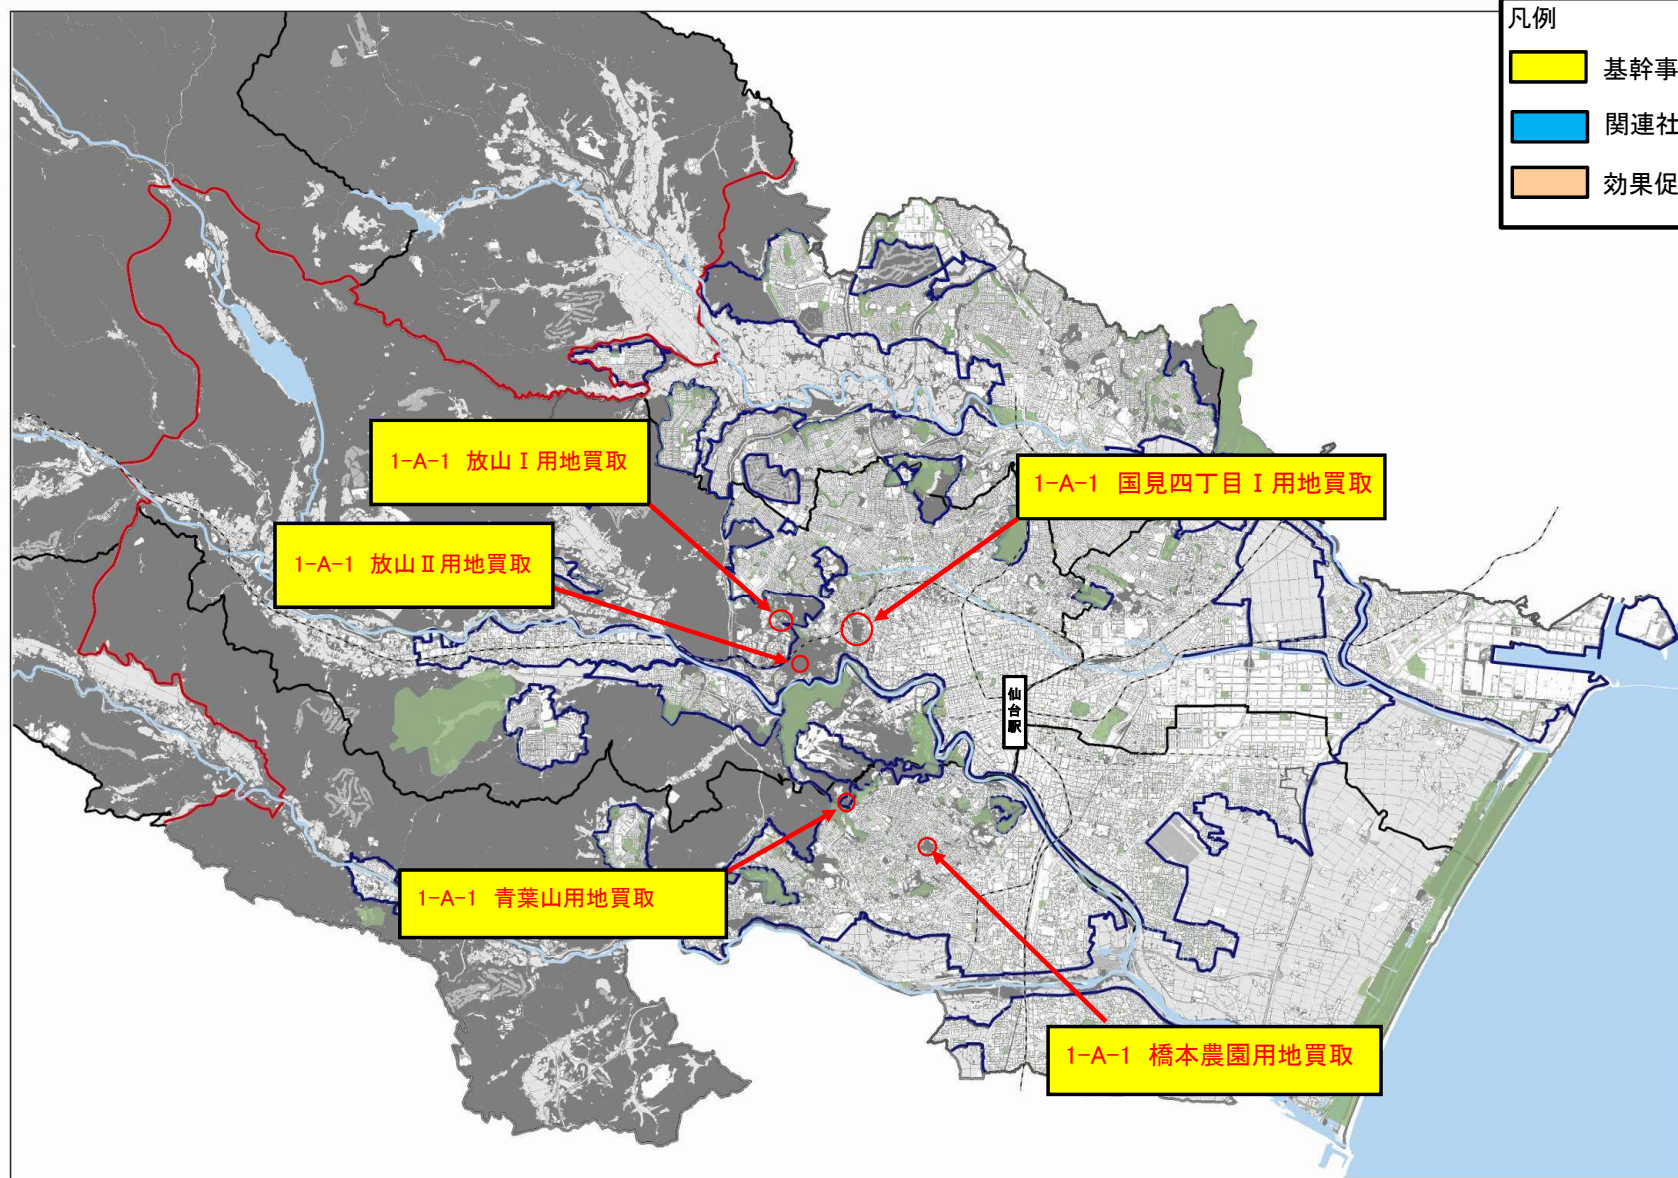 凡例
基幹事
関連社
効果促
1-A-1 放山Ⅰ用地買取
1-A-1 国見四丁目Ⅰ用地買取
1-A-1 放山Ⅱ用地買取
仙台駅
1-A-1 青葉山用地買取
1-A-1 橋本農園用地買取